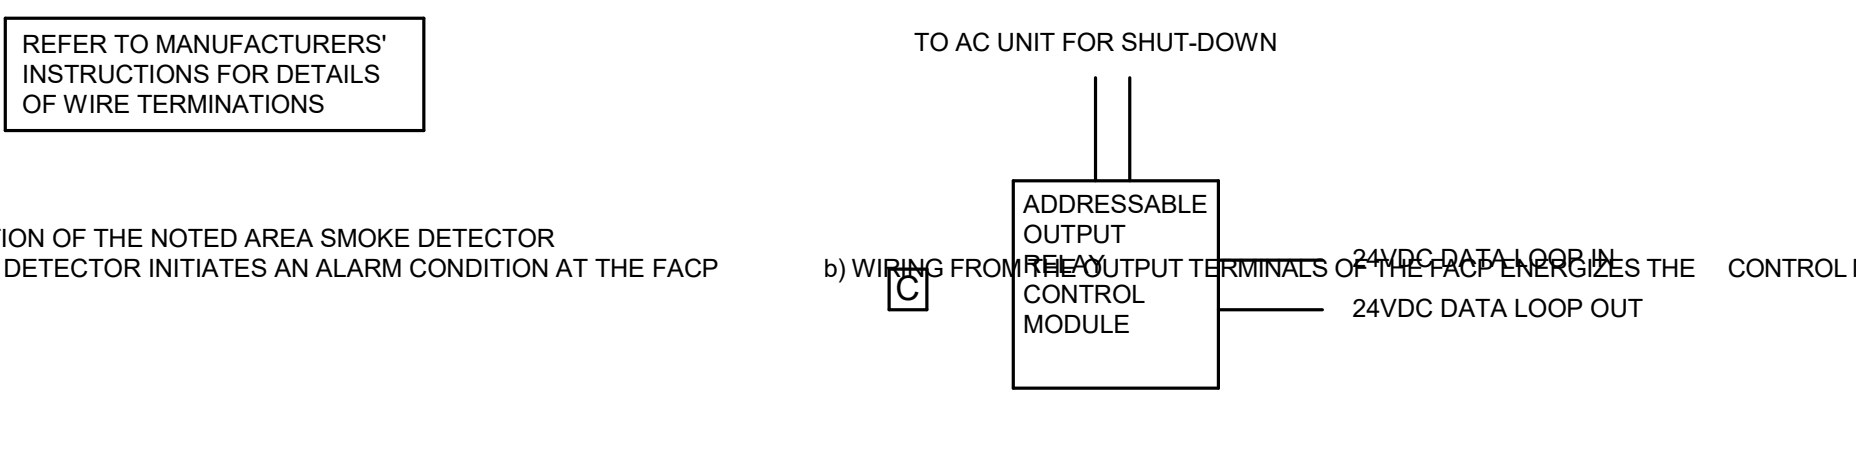 REFER TO MANUFACTURERS'
INSTRUCTIONS FOR DETAILS
OF WIRE TERMINATIONS
TO AC UNIT FOR SHUT-DOWN
ADDRESSABLE
OUTPUT
RELAY
CONTROL
MODULE
24VDC DATA LOOP IN
24VDC DATA LOOP OUT
C
OF THE NOTED AREA SMOKE DETECTOR
DETECTOR INITIATES AN ALARM CONDITION AT THE FACP b) WIRING FROM THE OUTPUT TERMINALS OF THE FACP ENERGIZES THE CONTROL